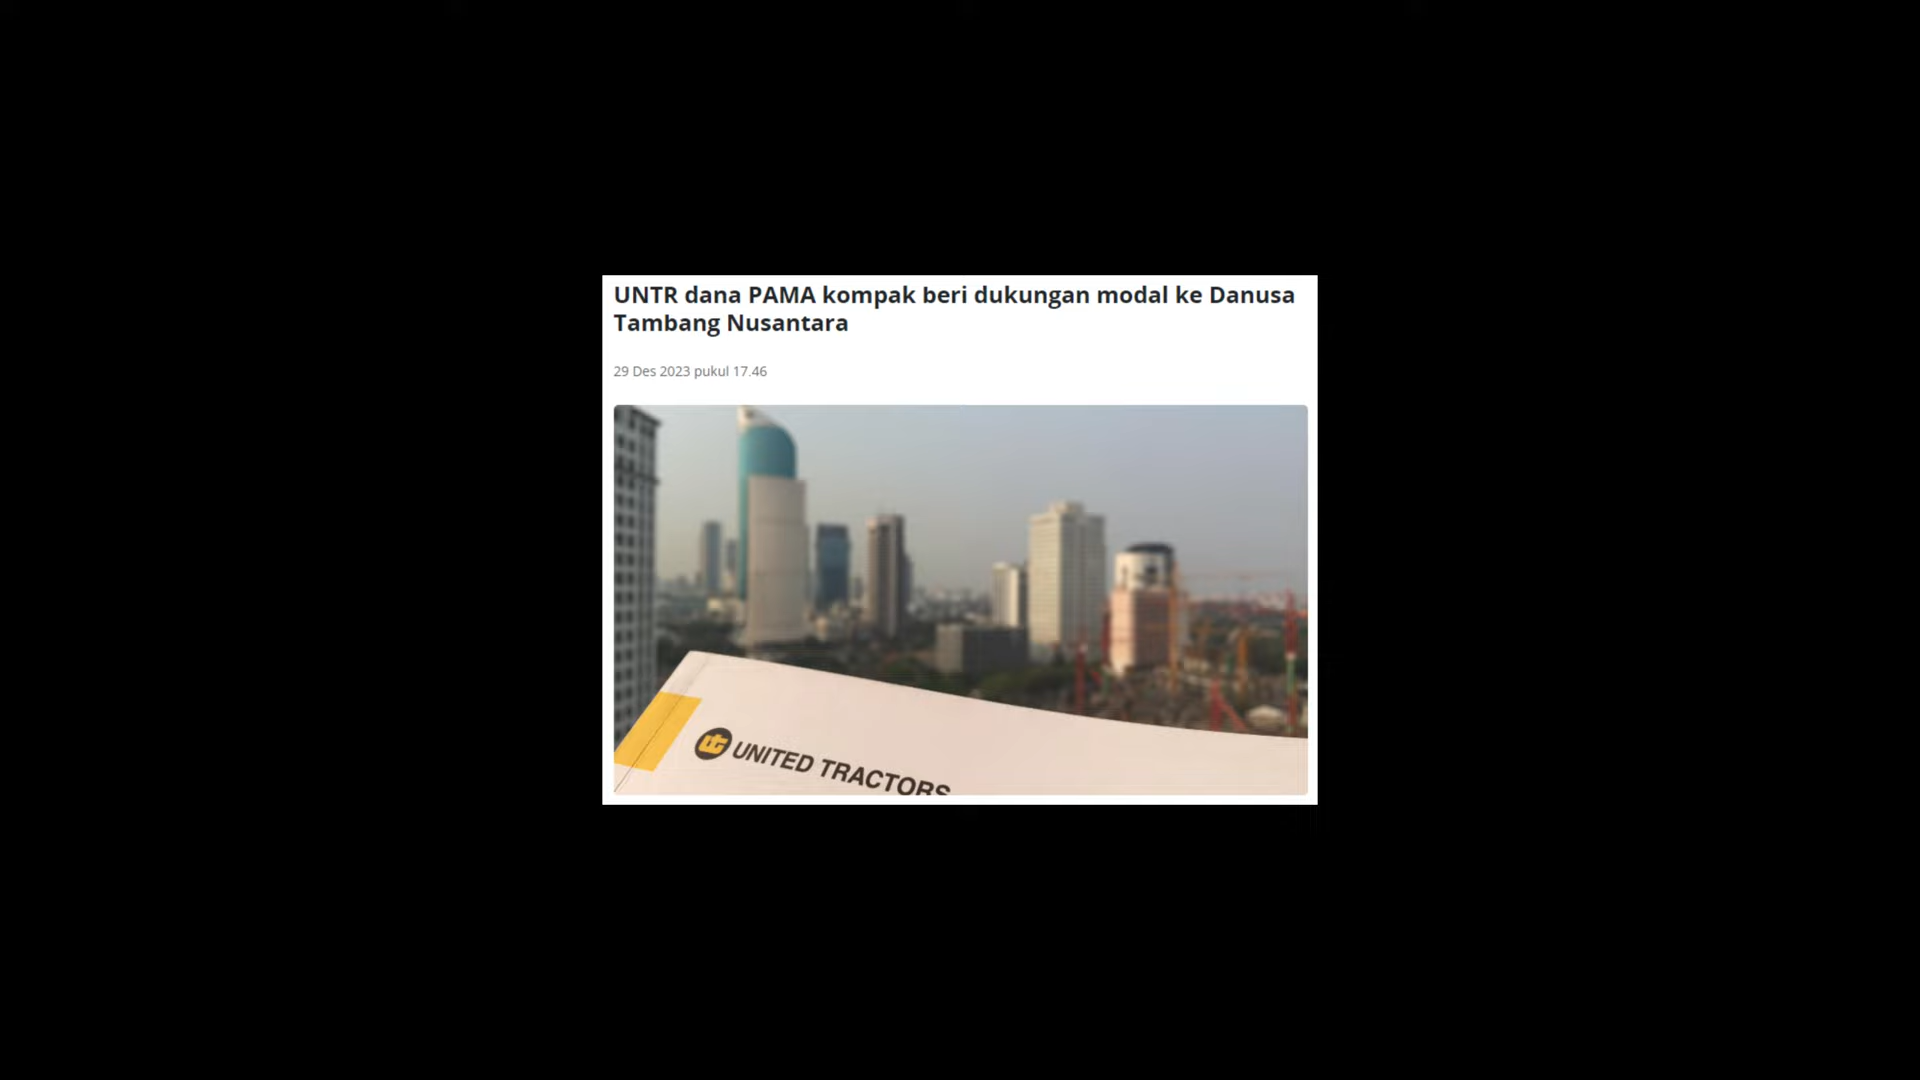 UNTR dana PAMA kompak beri dukungan modal ke Danusa
Tambang Nusantara
29 Des 2023 pukul 17.46
UNITED TRACTORS